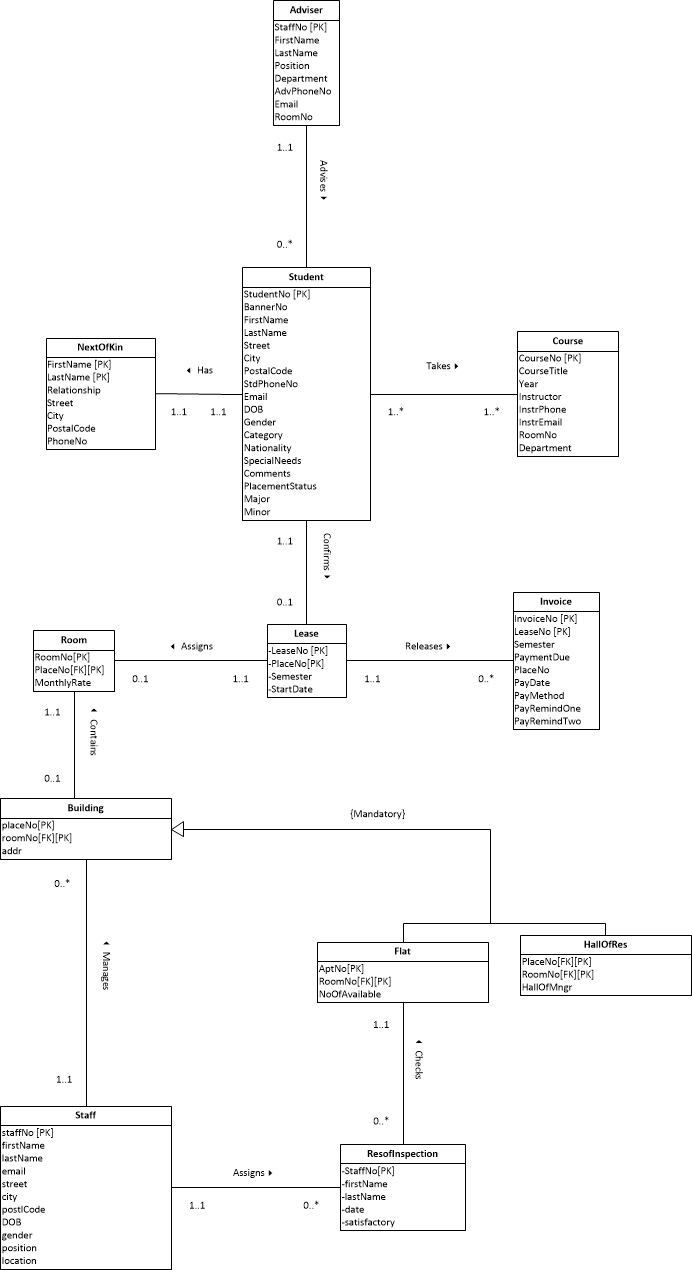 Adviser
StaffNo [PK]
FirstName
LastName
Position
Department
AdvPhoneNo
Email
RoomNo
1..1
Advises
0..*
Student
StudentNo [PK]
BannerNo
FirstName
LastName
Street
City
PostalCode
StdPhoneNo
Email
DOB
Gender
Category
Nationality
SpecialNeeds
Comments
PlacementStatus
Major
Minor
NextOfKin
FirstName [PK]
LastName [PK]
Relationship
Street
City
PostalCode
PhoneNo
Has
1..1
1..1
Takes
1..*
1..*
Course
CourseNo [PK]
CourseTitle
Year
Instructor
InstrPhone
InstrEmail
RoomNo
Department
1..1
Confirms
0..1
Lease
-LeaseNo [PK]
-PlaceNo[PK]
-Semester
-StartDate
Room
RoomNo[PK]
PlaceNo[FK][PK]
MonthlyRate
Assigns
0..1
1..1
Releases
1..1
0..*
Invoice
InvoiceNo [PK]
LeaseNo [PK]
Semester
PaymentDue
PlaceNo
PayDate
PayMethod
PayRemindOne
PayRemindTwo
1..1
Contains
0..1
Building
placeNo[PK]
roomNo[FK][PK]
addr
{Mandatory}
0..*
Manages
1..1
Flat
AptNo[PK]
RoomNo[FK][PK]
NoOfAvailable
HallOfRes
PlaceNo[FK][PK]
RoomNo[FK][PK]
HallOfMngr
1..1
Checks
0..*
Staff
staffNo [PK]
firstName
lastName
email
street
city
postlCode
DOB
gender
position
location
Assigns
1..1
0..*
ResofInspection
-StaffNo[PK]
-firstName
-lastName
-date
-satisfactory